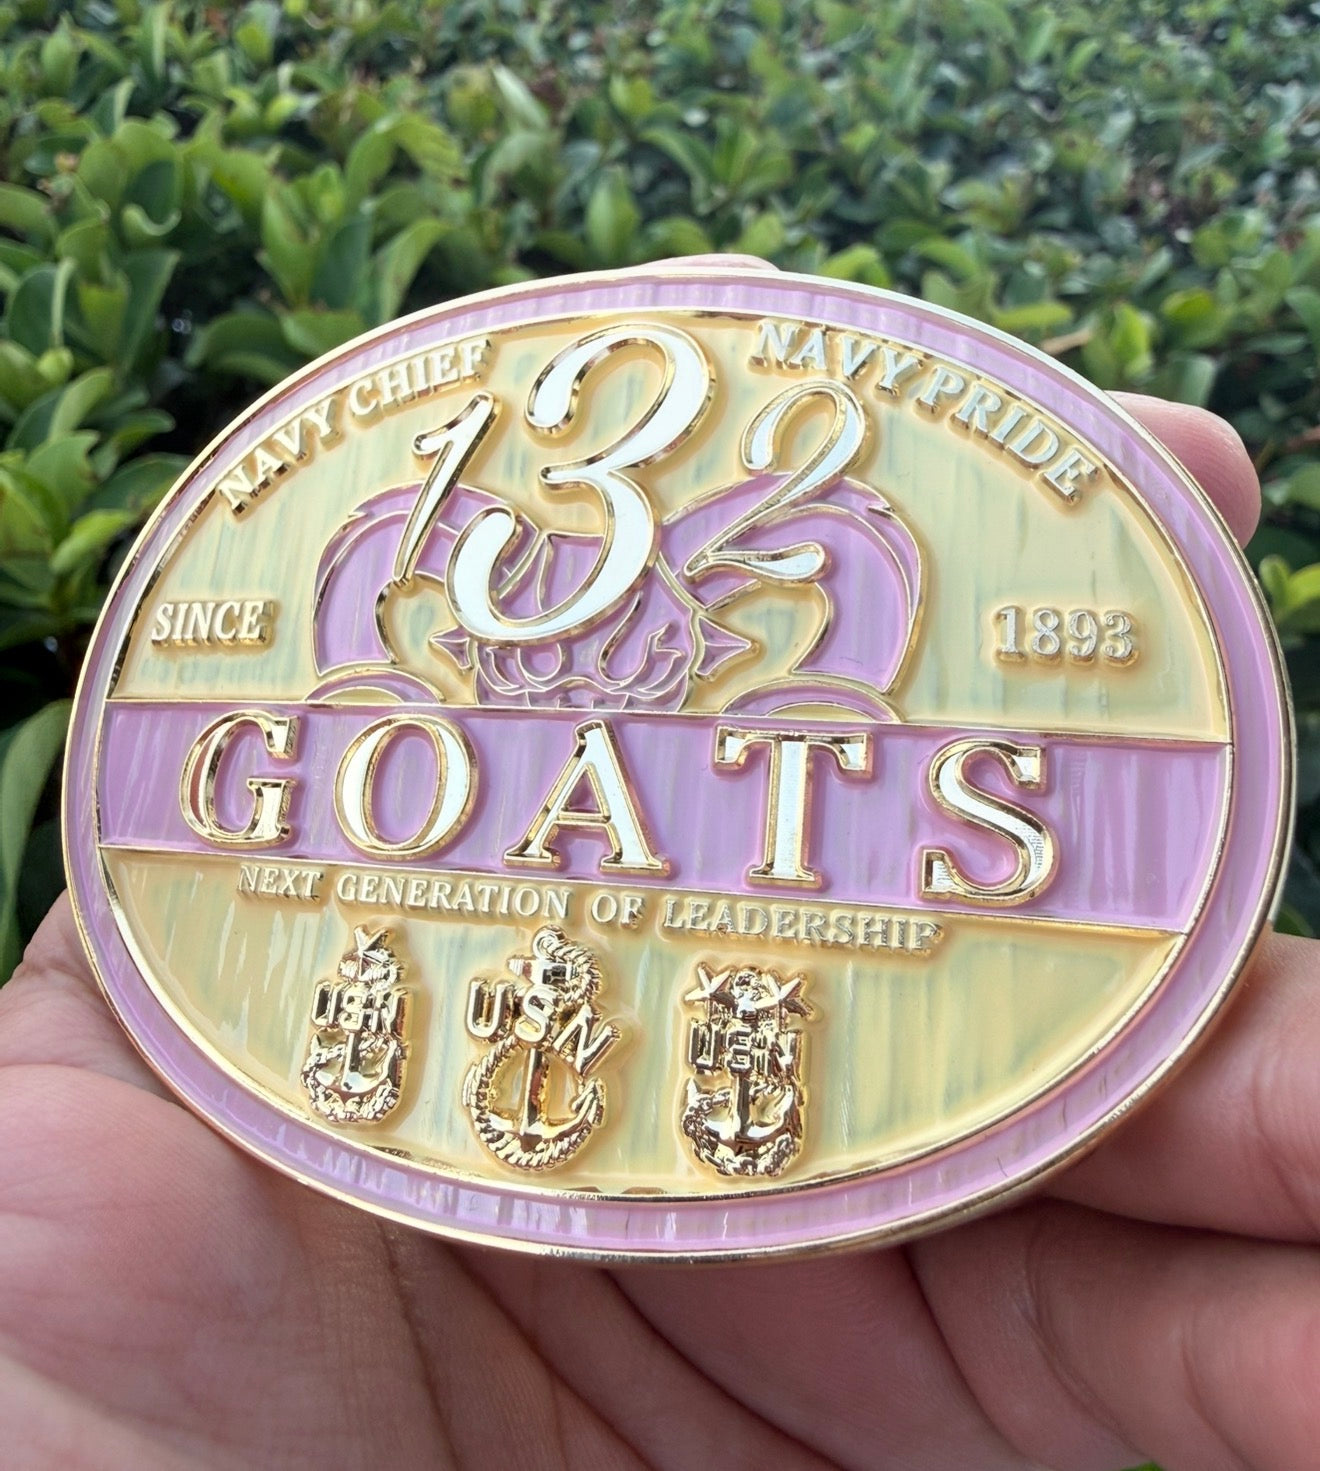 NAVY CHIEF
NAVY PRIDE
132
SINCE
1893
GOATS
NEXT GENERATION OF LEADERSHIP
USN
USN
USN